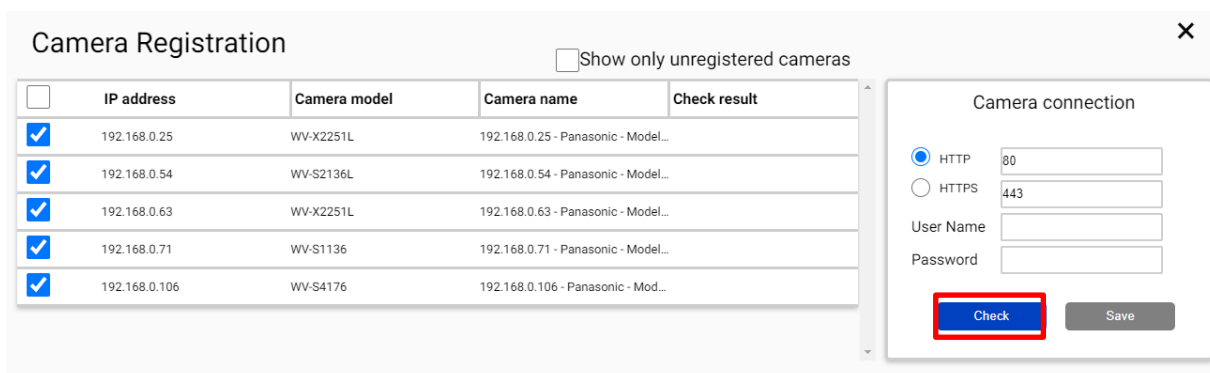 Camera Registration
Show only unregistered cameras
IP address Camera model Camera name Check result
192.168.0.25 WV-X2251L 192.168.0.25 - Panasonic - Model...
192.168.0.54 WV-S2136L 192.168.0.54 - Panasonic - Model...
192.168.0.63 WV-X2251L 192.168.0.63 - Panasonic - Model...
192.168.0.71 WV-S1136 192.168.0.71 - Panasonic - Model...
192.168.0.106 WV-S4176 192.168.0.106 - Panasonic - Mod...
Camera connection
HTTP 80
HTTPS 443
User Name
Password
Check Save